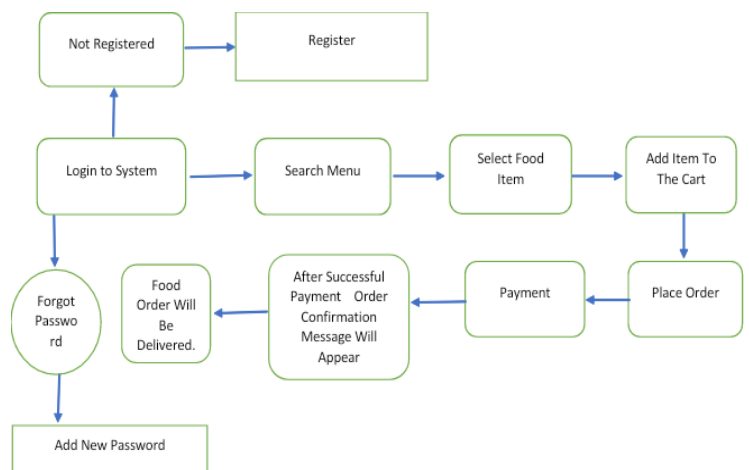 Not Registered
Register
Login to System
Search Menu
Select Food
Item
Add Item To
The Cart
Forgot
Passwo
rd
Food
Order Will
Be
Delivered.
After Successful
Payment Order
Confirmation
Message Will
Appear
Payment
Place Order
Add New Password